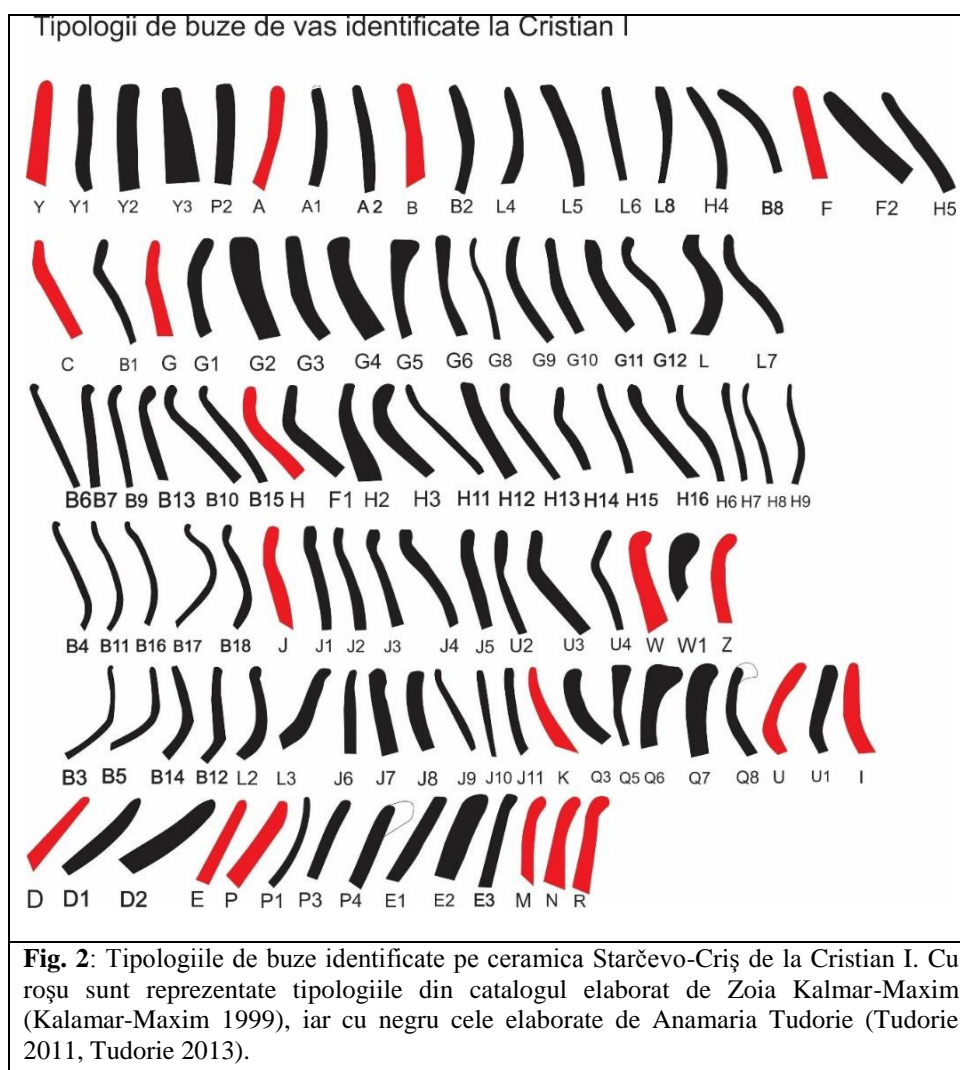 Tipologii de buze de vas identificate la Cristian I
Y Y1 Y2 Y3 P2 A A1 A2 B B2 L4 L5 L6 L8 H4 B8 F F2 H5
C B1 G G1 G2 G3 G4 G5 G6 G8 G9 G10 G11 G12 L L7
B6 B7 B9 B13 B10 B15 H F1 H2 H3 H11 H12 H13 H14 H15 H16 H6 H7 H8 H9
B4 B11 B16 B17 B18 J J1 J2 J3 J4 J5 U2 U3 U4 W W1 Z
B3 B5 B14 B12 L2 L3 J6 J7 J8 J9 J10 J11 K Q3 Q5 Q6 Q7 Q8 U U1 I
D D1 D2 E P P1 P3 P4 E1 E2 E3 M N R
Fig. 2: Tipologiile de buze identificate pe ceramica Starčevo-Criş de la Cristian I. Cu
roşu sunt reprezentate tipologiile din catalogul elaborat de Zoia Kalmar-Maxim
(Kalamar-Maxim 1999), iar cu negru cele elaborate de Anamaria Tudorie (Tudorie
2011, Tudorie 2013).